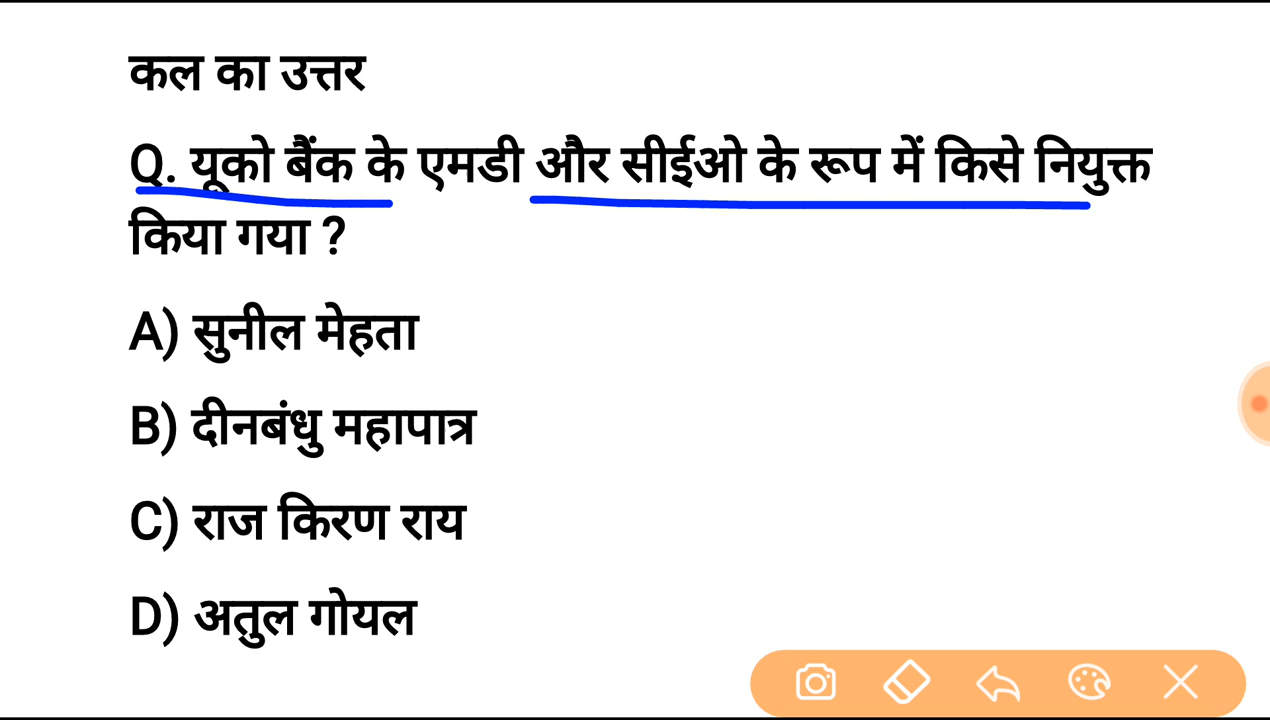 कल का उत्तर
Q. यूको बैंक के एमडी और सीईओ के रूप में किसे नियुक्त
किया गया ?
A) सुनील मेहता
B) दीनबंधु महापात्र
C) राज किरण राय
D) अतुल गोयल